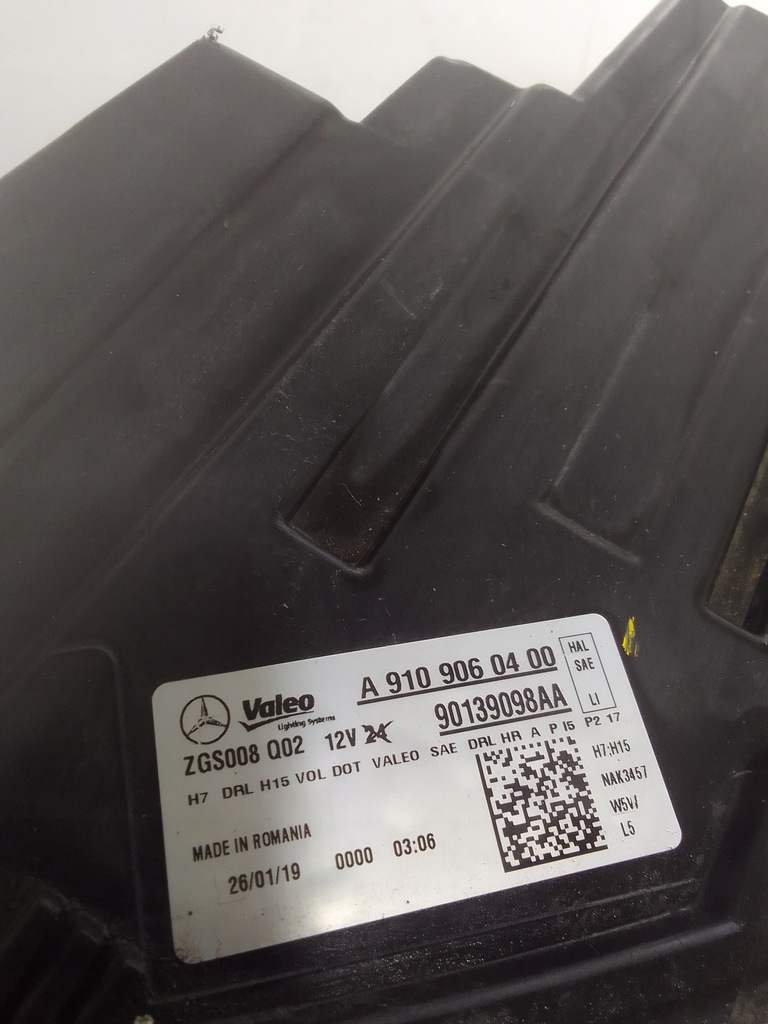 Valeo
Lighting Systems
A 910 906 04 00
90139098AA
HAL
SAE
LI
ZGS008 Q02 12V 24
H7 DRL H15 VOL DOT VALEO SAE DRL HR A P I5 P2 17
H7:H15
NAK3457
W5W
L5
MADE IN ROMANIA
26/01/19 0000 03:06